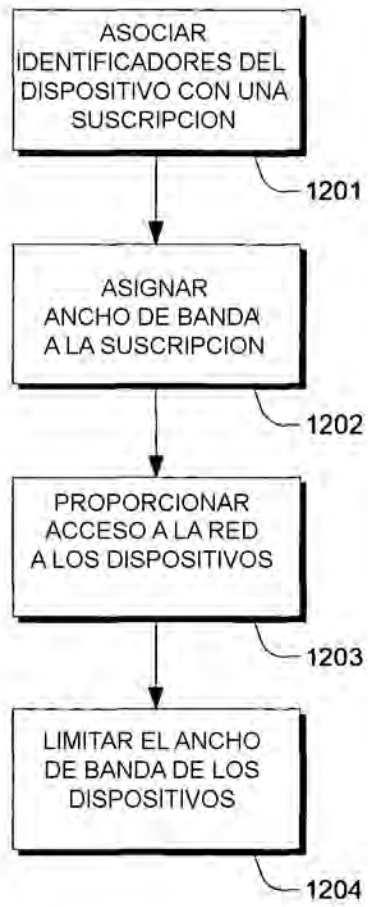 ASOCIAR
IDENTIFICADORES DEL
DISPOSITIVO CON UNA
SUSCRIPCION
1201
ASIGNAR
ANCHO DE BANDA
A LA SUSCRIPCION
1202
PROPORCIONAR
ACCESO A LA RED
A LOS DISPOSITIVOS
1203
LIMITAR EL ANCHO
DE BANDA DE LOS
DISPOSITIVOS
1204